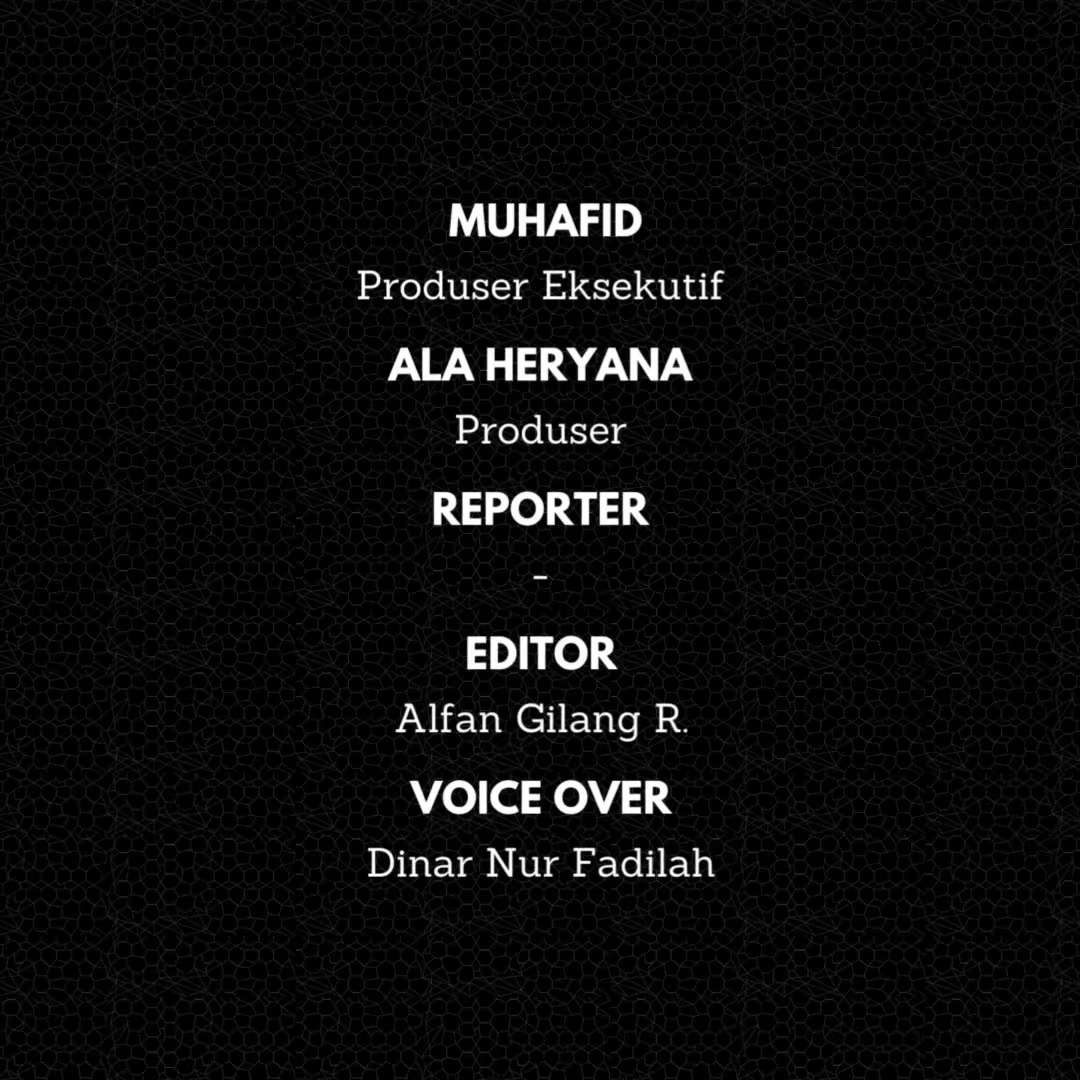 MUHAFID
Produser Eksekutif
ALA HERYANA
Produser
REPORTER
-
EDITOR
Alfan Gilang R.
VOICE OVER
Dinar Nur Fadilah